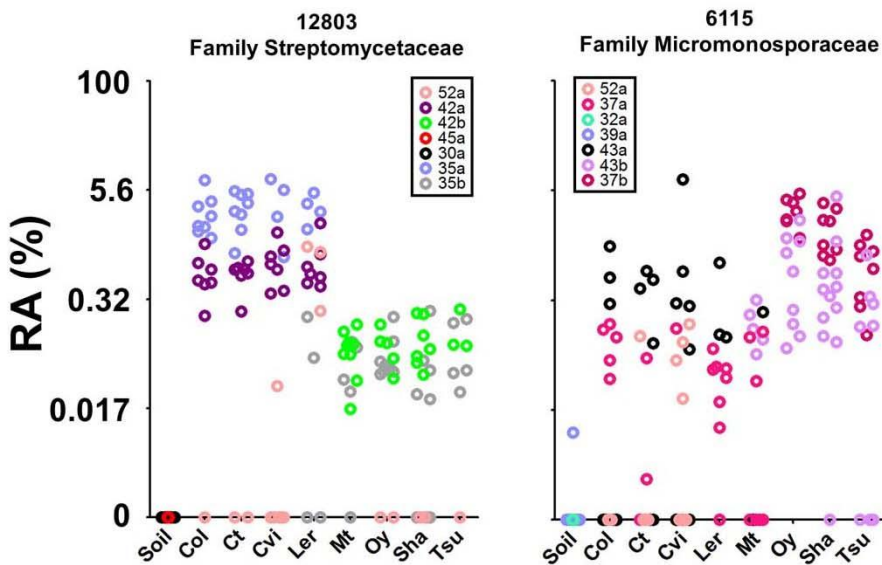 12803
Family Streptomycetaceae
6115
Family Micromonosporaceae
RA (%)
100
5.6
0.32
0.017
0
52a
42a
42b
45a
30a
35a
35b
Soil Col Ct Cvi Ler Mt Oy Sha Tsu
52a
37a
32a
39a
43a
43b
37b
Soil Col Ct Cvi Ler Mt Oy Sha Tsu